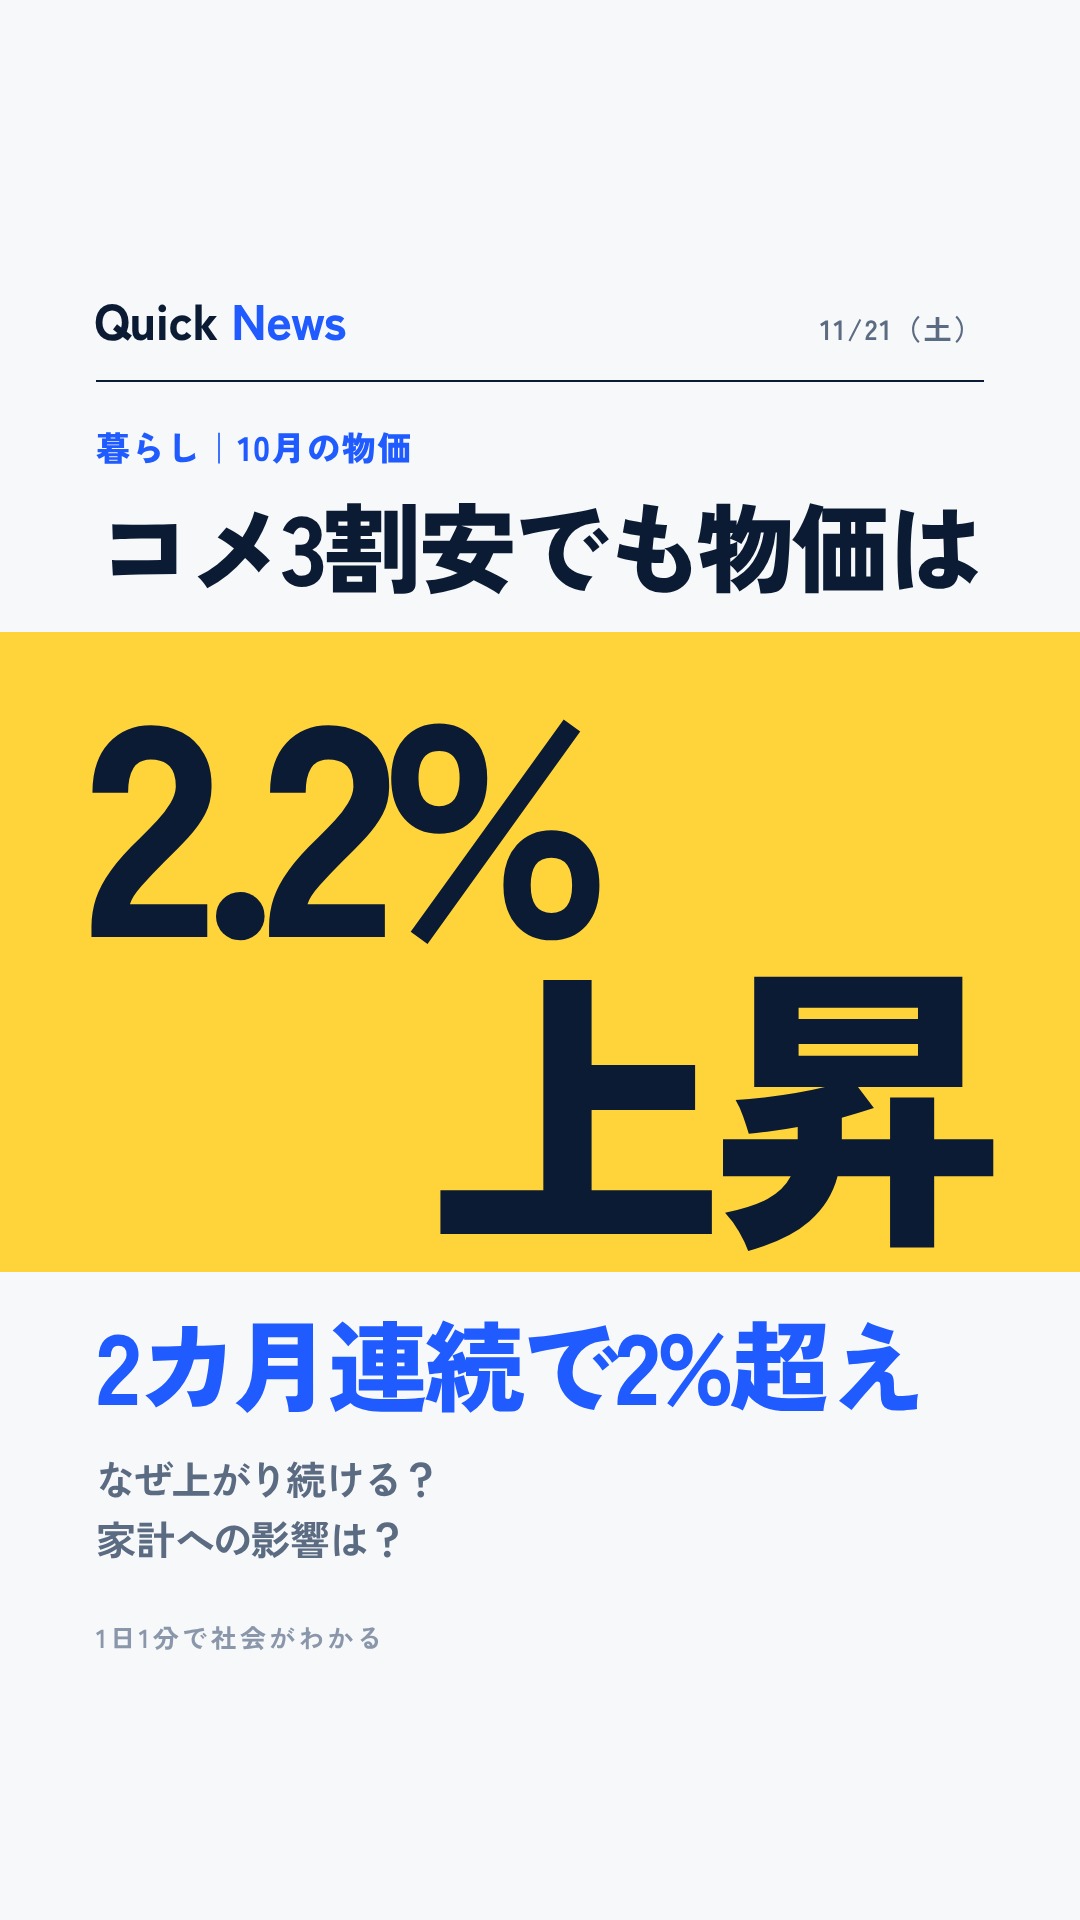 Quick News
11/21（土）
暮らし｜10月の物価
コメ3割安でも物価は
2.2%
上昇
2カ月連続で2%超え
なぜ上がり続ける？
家計への影響は？
1日1分で社会がわかる